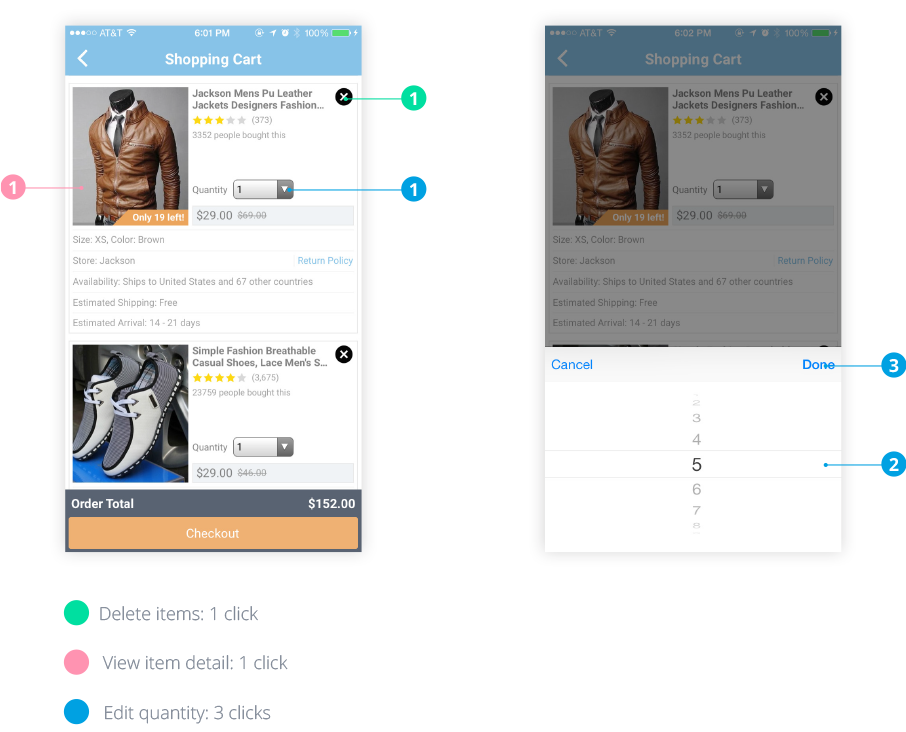 AT&T 6:01 PM 100%
Shopping Cart
Jackson Mens Pu Leather
Jackets Designers Fashion...
(373)
3352 people bought this
Quantity 1
Only 19 left!
$29.00 $69.00
Size: XS, Color: Brown
Store: Jackson Return Policy
Availability: Ships to United States and 67 other countries
Estimated Shipping: Free
Estimated Arrival: 14 - 21 days
Simple Fashion Breathable
Casual Shoes, Lace Men's S...
(3,675)
23759 people bought this
Quantity 1
$29.00 $46.00
Order Total $152.00
Checkout
1
1
1
AT&T 6:02 PM 100%
Shopping Cart
Jackson Mens Pu Leather
Jackets Designers Fashion...
(373)
3352 people bought this
Quantity 1
Only 19 left!
$29.00 $69.00
Size: XS, Color: Brown
Store: Jackson Return Policy
Availability: Ships to United States and 67 other countries
Estimated Shipping: Free
Estimated Arrival: 14 - 21 days
Cancel Done
2
3
4
5
6
7
8
3
2
Delete items: 1 click
View item detail: 1 click
Edit quantity: 3 clicks